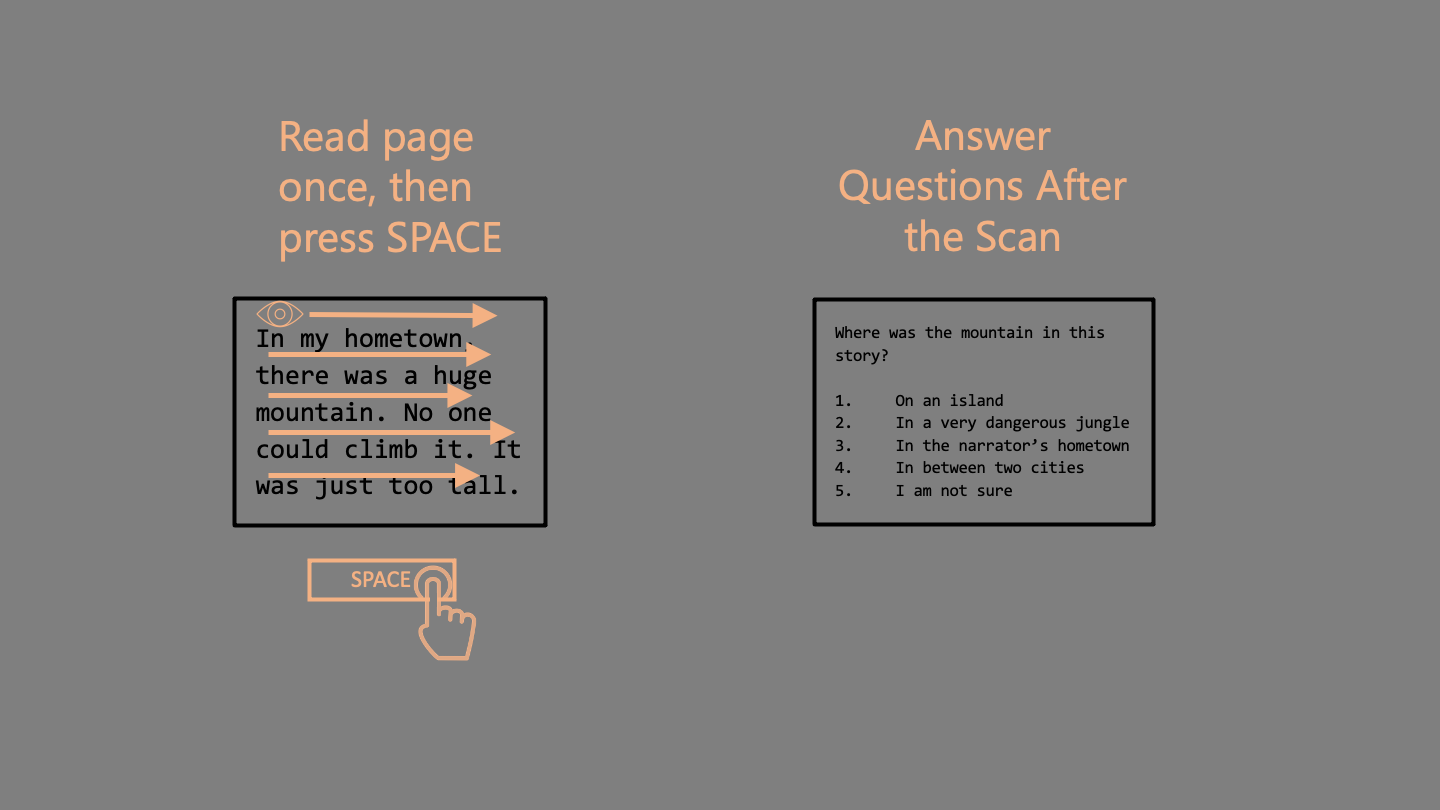 Read page
once, then
press SPACE
In my hometown,
there was a huge
mountain. No one
could climb it. It
was just too tall.
SPACE
Answer
Questions After
the Scan
Where was the mountain in this
story?
1. On an island
2. In a very dangerous jungle
3. In the narrator’s hometown
4. In between two cities
5. I am not sure